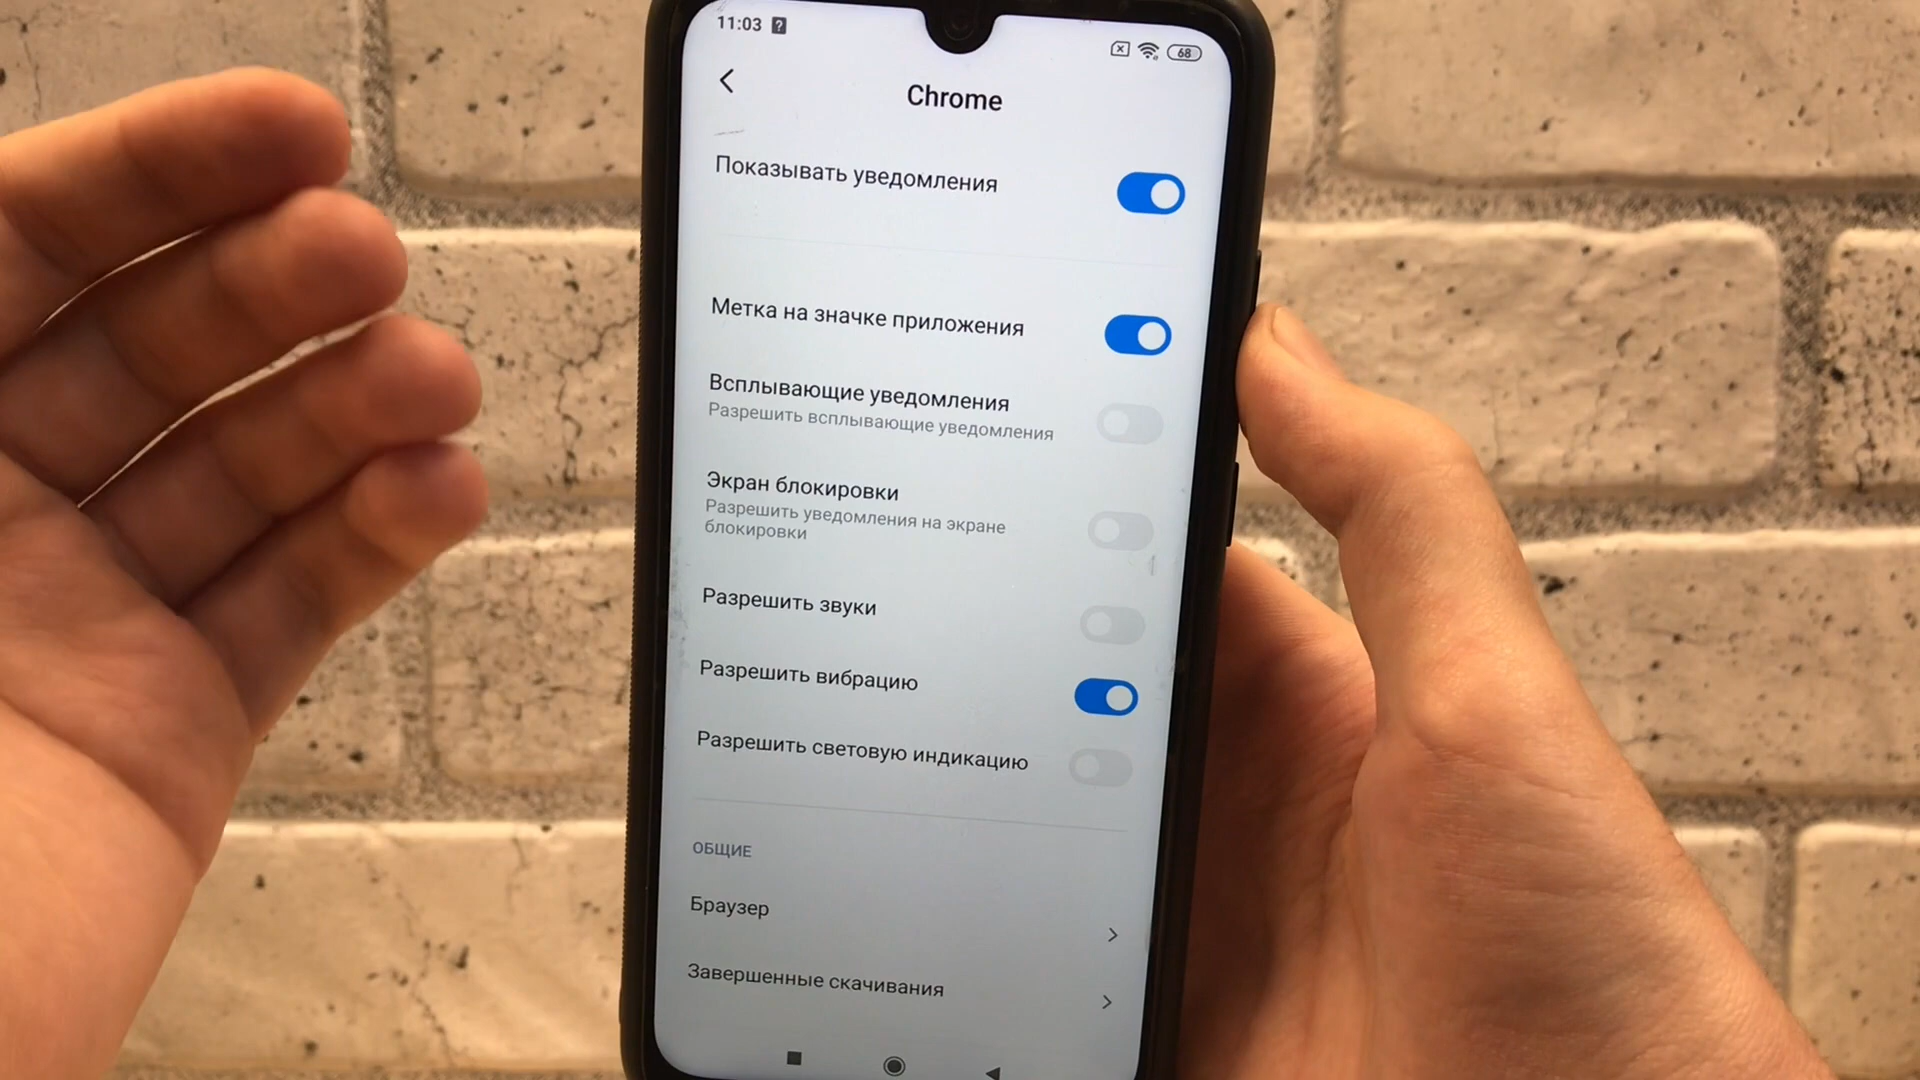 11:03
68
Chrome
Показывать уведомления
Метка на значке приложения
Всплывающие уведомления
Разрешить всплывающие уведомления
Экран блокировки
Разрешить уведомления на экране
блокировки
Разрешить звуки
Разрешить вибрацию
Разрешить световую индикацию
ОБЩИЕ
Браузер
Завершенные скачивания